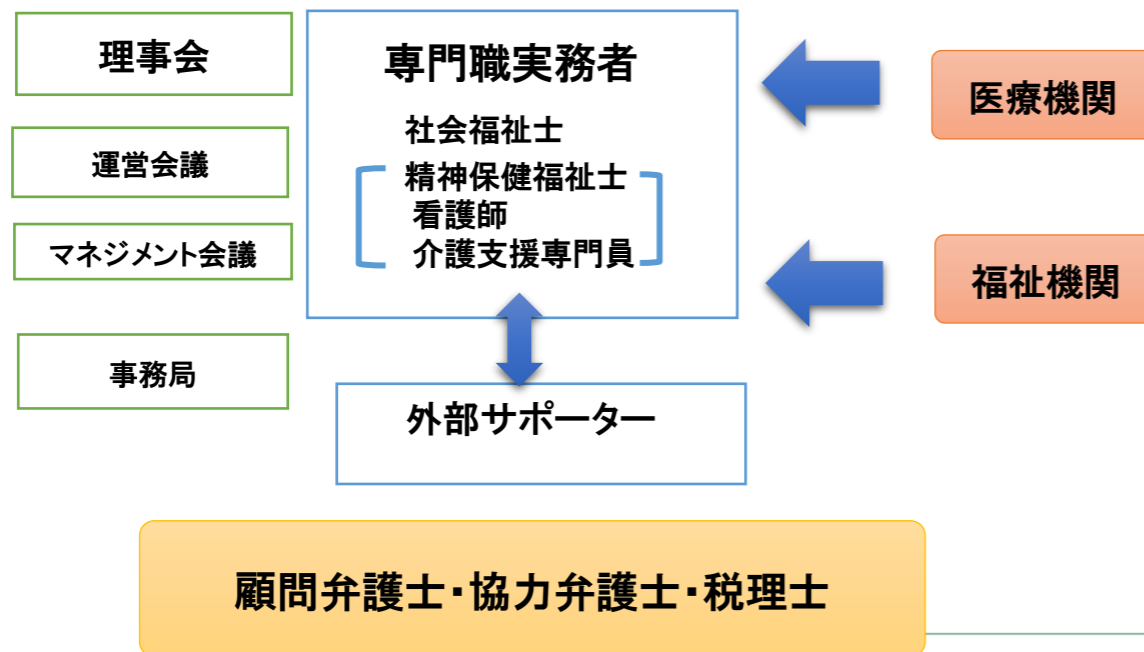 理事会
運営会議
マネジメント会議
事務局
専門職実務者
社会福祉士
精神保健福祉士
看護師
介護支援専門員
外部サポーター
医療機関
福祉機関
顧問弁護士・協力弁護士・税理士